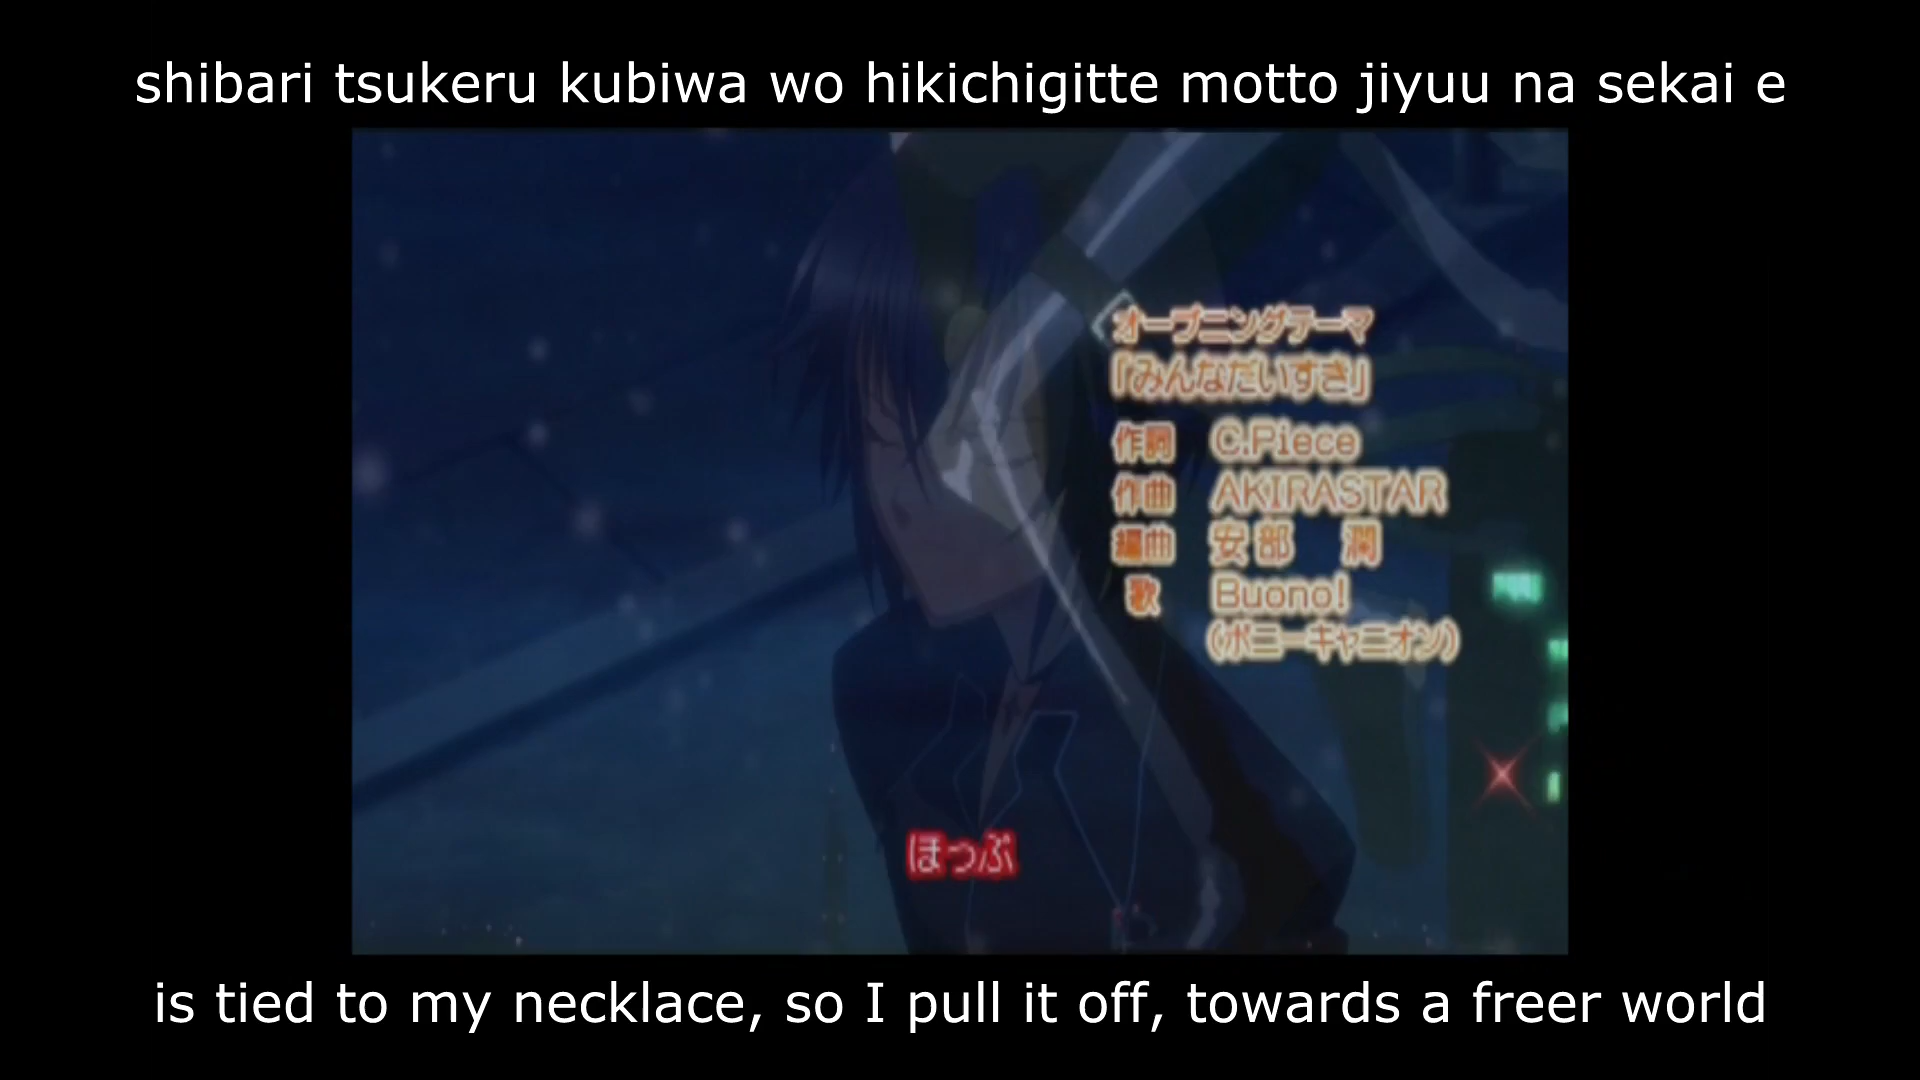 shibari tsukeru kubiwa wo hikichigitte motto jiyuu na sekai e
オープニングテーマ
「みんなだいすき」
作詞 C.Piece
作曲 AKIRASTAR
編曲 安部 潤
歌 Buono!
(ポニーキャニオン)
ほっぷ
is tied to my necklace, so I pull it off, towards a freer world